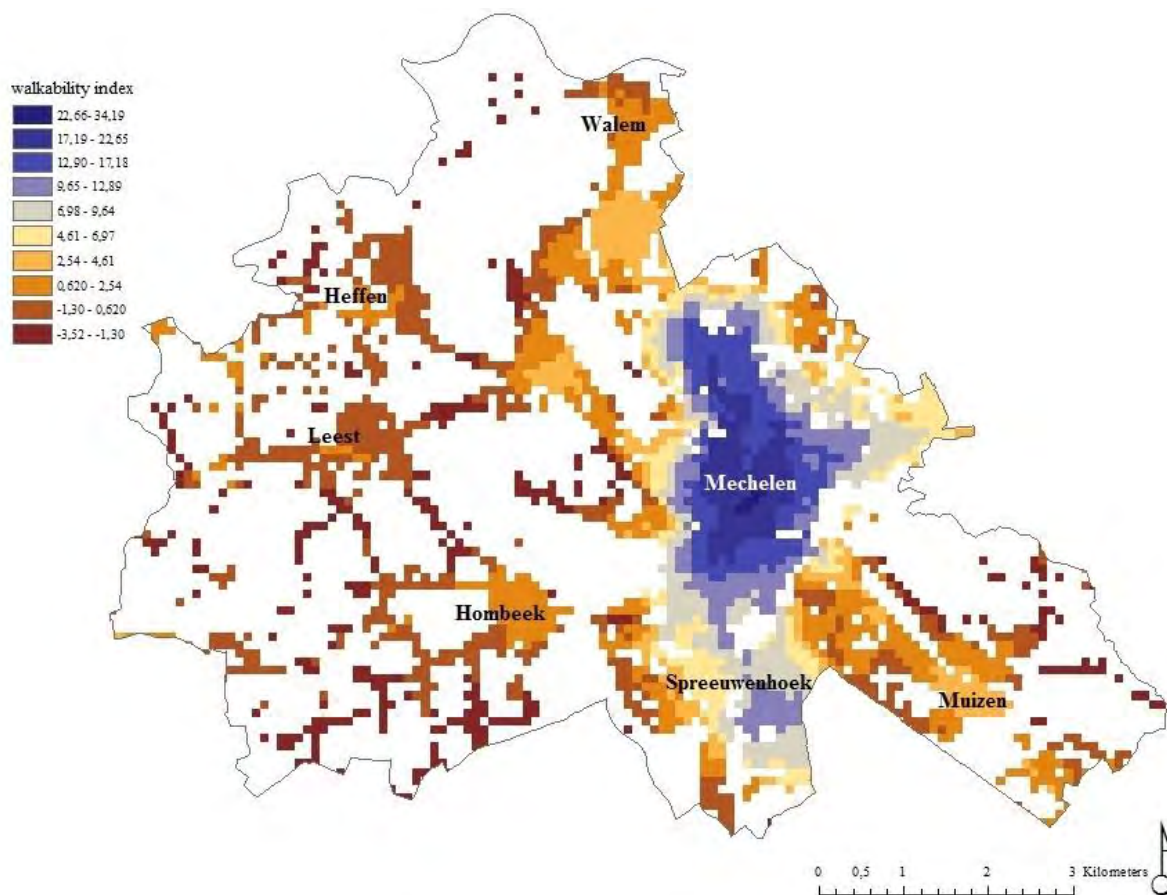 walkability index
22,66- 34,19
17,19 - 22,65
12,90 - 17,18
9,65 - 12,89
6,98 - 9,64
4,61 - 6,97
2,54 - 4,61
0,620 - 2,54
-1,30 - 0,620
-3,52 - -1,30
Walem
Heffen
Leest
Mechelen
Hombeek
Spreeuwenhoek
Muizen
0 0,5 1 2 3 Kilometers